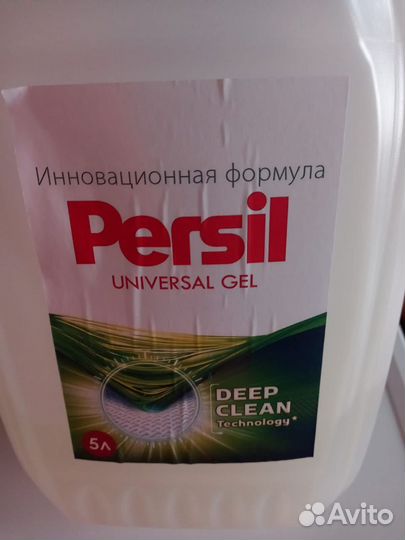 Инновационная формула
Persil
UNIVERSAL GEL
DEEP
CLEAN
Technology*
5л
Avito